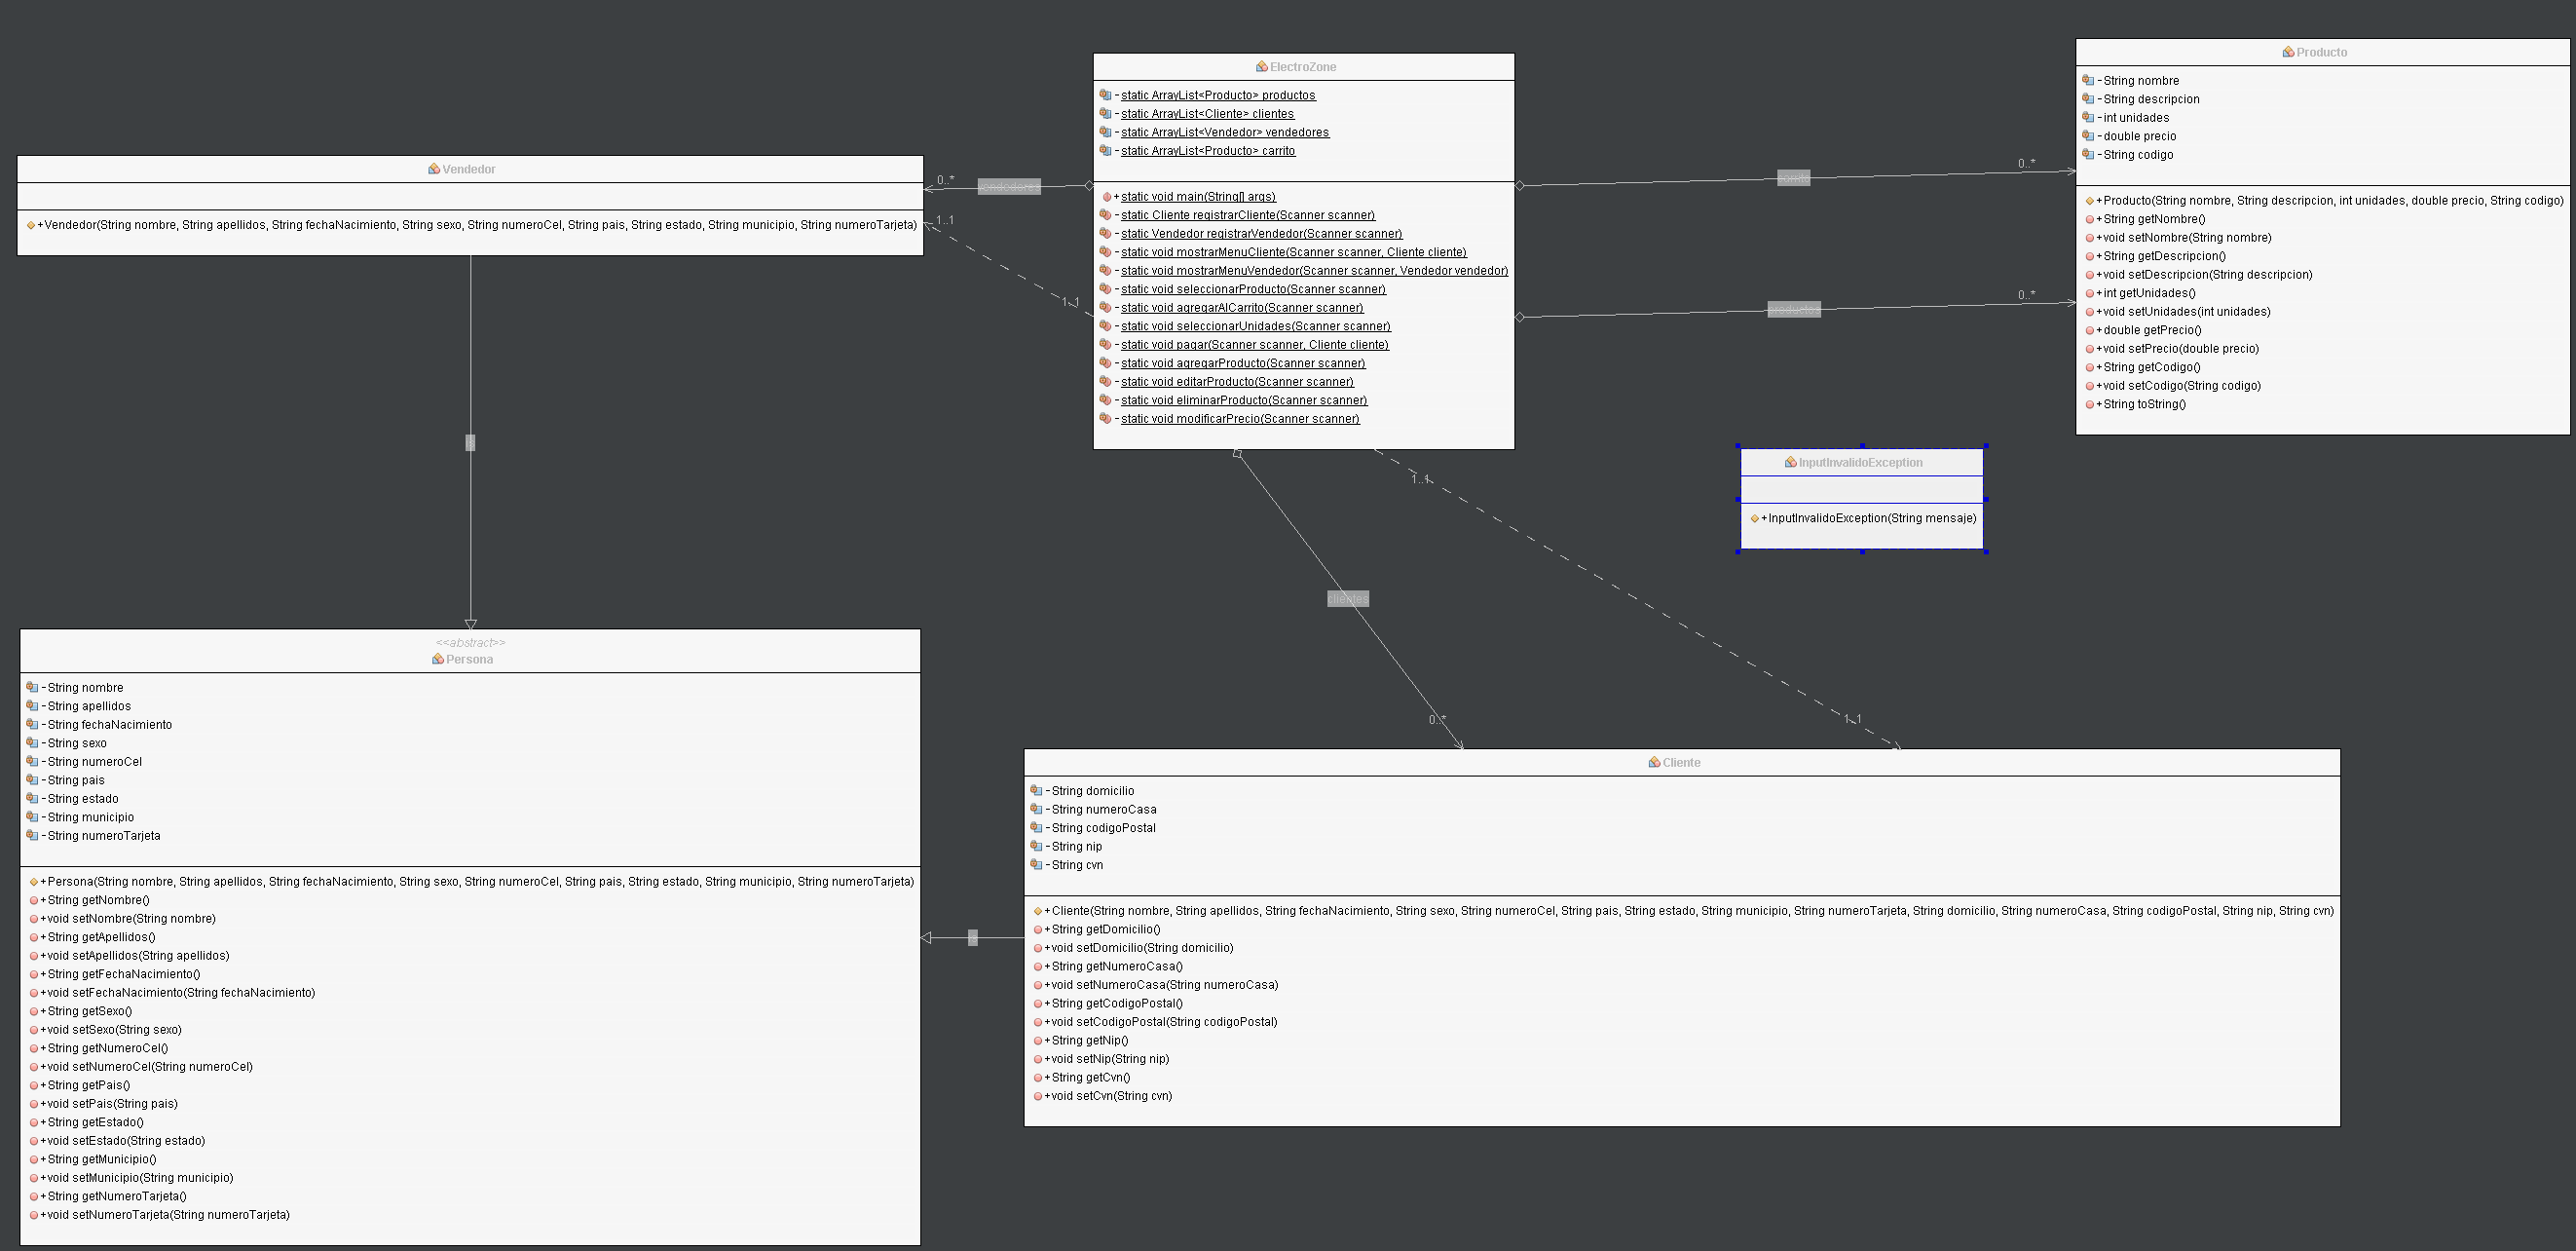 Vendedor
+Vendedor(String nombre, String apellidos, String fechaNacimiento, String sexo, String numeroCel, String pais, String estado, String municipio, String numeroTarjeta)
0..*
vendedores
1..1
1..1
ElectroZone
-static ArrayList<Producto> productos
-static ArrayList<Cliente> clientes
-static ArrayList<Vendedor> vendedores
-static ArrayList<Producto> carrito
+static void main(String[] args)
-static Cliente registrarCliente(Scanner scanner)
-static Vendedor registrarVendedor(Scanner scanner)
-static void mostrarMenuCliente(Scanner scanner, Cliente cliente)
-static void mostrarMenuVendedor(Scanner scanner, Vendedor vendedor)
-static void seleccionarProducto(Scanner scanner)
-static void agregarAlCarrito(Scanner scanner)
-static void seleccionarUnidades(Scanner scanner)
-static void pagar(Scanner scanner, Cliente cliente)
-static void agregarProducto(Scanner scanner)
-static void editarProducto(Scanner scanner)
-static void eliminarProducto(Scanner scanner)
-static void modificarPrecio(Scanner scanner)
carrito
0..*
productos
0..*
Producto
-String nombre
-String descripcion
-int unidades
-double precio
-String codigo
+Producto(String nombre, String descripcion, int unidades, double precio, String codigo)
+String getNombre()
+void setNombre(String nombre)
+String getDescripcion()
+void setDescripcion(String descripcion)
+int getUnidades()
+void setUnidades(int unidades)
+double getPrecio()
+void setPrecio(double precio)
+String getCodigo()
+void setCodigo(String codigo)
+String toString()
InputInvalidoException
+InputInvalidoException(String mensaje)
1..1
clientes
0..*
1..1
<<abstract>>
Persona
-String nombre
-String apellidos
-String fechaNacimiento
-String sexo
-String numeroCel
-String pais
-String estado
-String municipio
-String numeroTarjeta
+Persona(String nombre, String apellidos, String fechaNacimiento, String sexo, String numeroCel, String pais, String estado, String municipio, String numeroTarjeta)
+String getNombre()
+void setNombre(String nombre)
+String getApellidos()
+void setApellidos(String apellidos)
+String getFechaNacimiento()
+void setFechaNacimiento(String fechaNacimiento)
+String getSexo()
+void setSexo(String sexo)
+String getNumeroCel()
+void setNumeroCel(String numeroCel)
+String getPais()
+void setPais(String pais)
+String getEstado()
+void setEstado(String estado)
+String getMunicipio()
+void setMunicipio(String municipio)
+String getNumeroTarjeta()
+void setNumeroTarjeta(String numeroTarjeta)
Cliente
-String domicilio
-String numeroCasa
-String codigoPostal
-String nip
-String cvn
+Cliente(String nombre, String apellidos, String fechaNacimiento, String sexo, String numeroCel, String pais, String estado, String municipio, String numeroTarjeta, String domicilio, String numeroCasa, String codigoPostal, String nip, String cvn)
+String getDomicilio()
+void setDomicilio(String domicilio)
+String getNumeroCasa()
+void setNumeroCasa(String numeroCasa)
+String getCodigoPostal()
+void setCodigoPostal(String codigoPostal)
+String getNip()
+void setNip(String nip)
+String getCvn()
+void setCvn(String cvn)